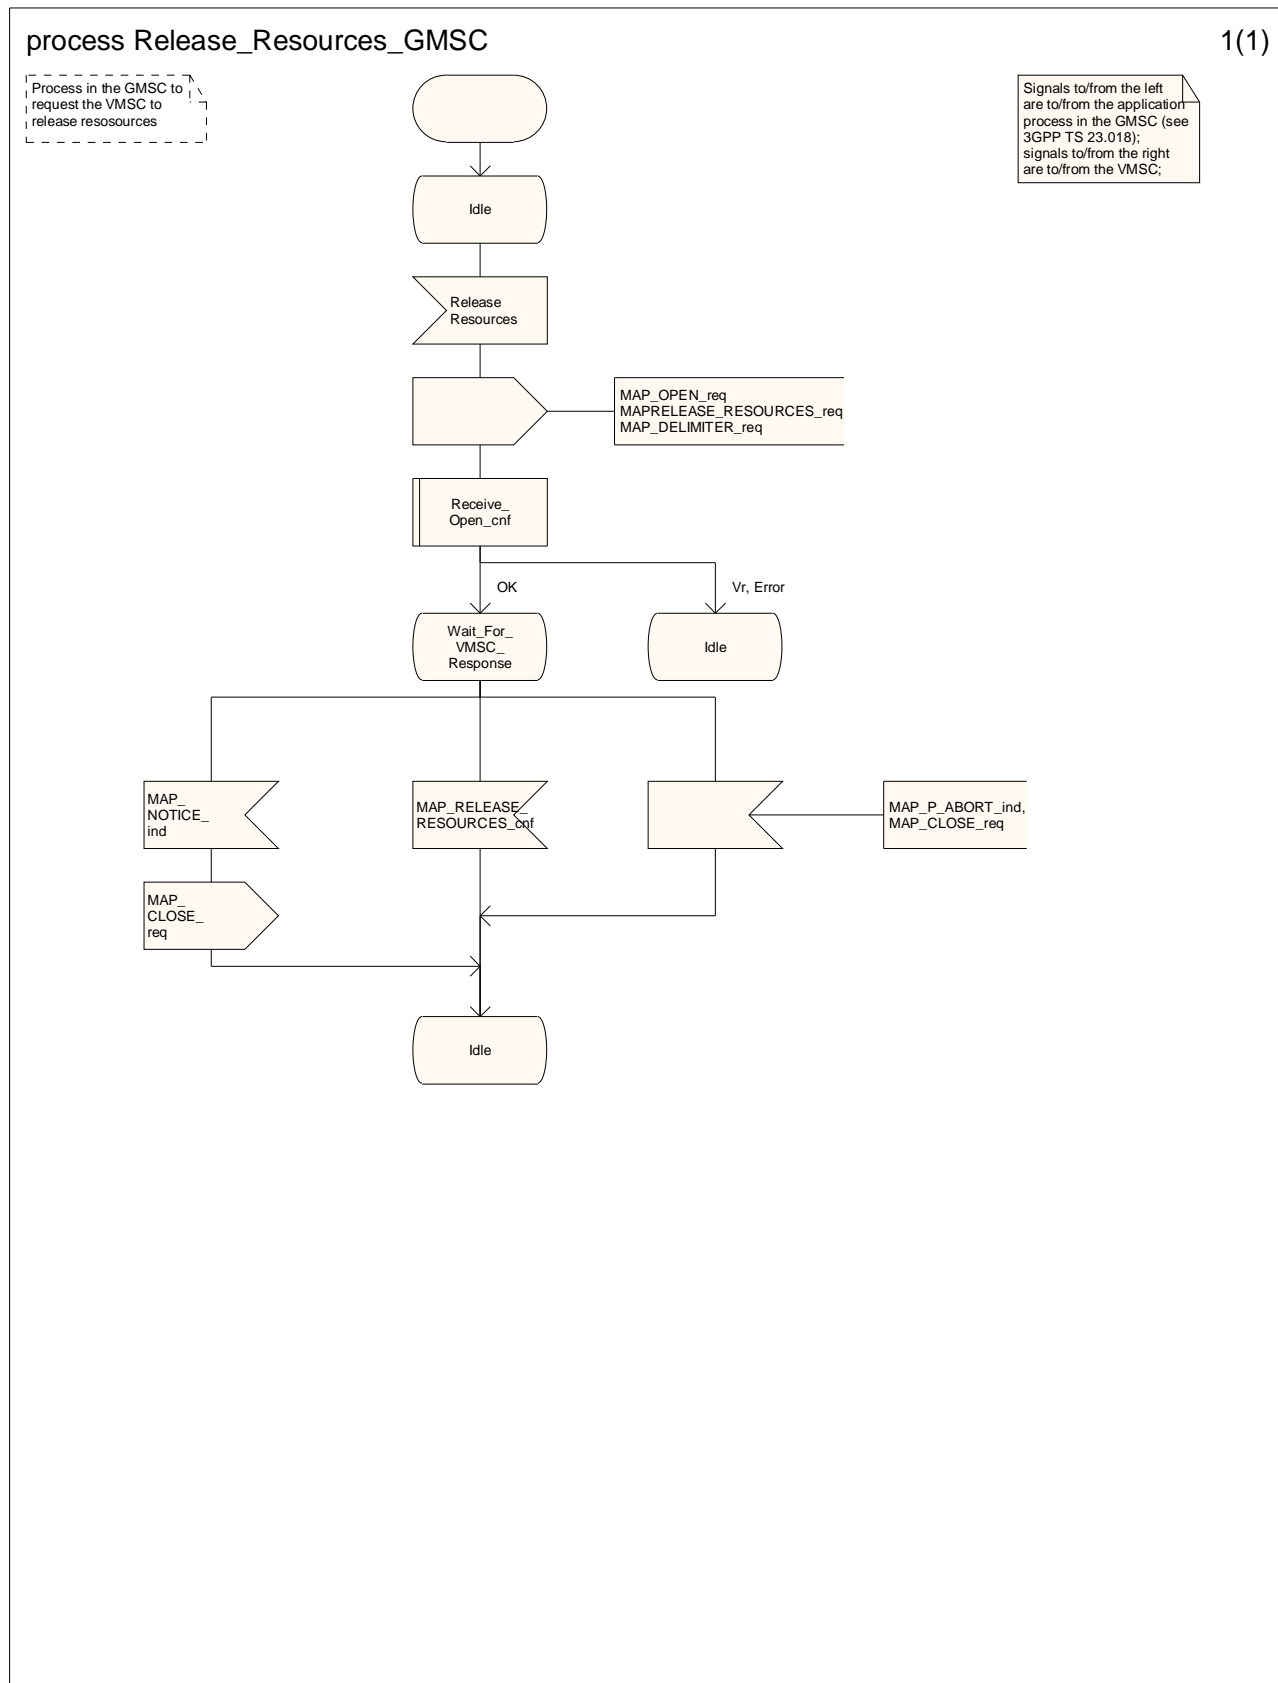 process Release_Resources_GMSC
1(1)
Process in the GMSC to
request the VMSC to
release resosources
Signals to/from the left
are to/from the application
process in the GMSC (see
3GPP TS 23.018);
signals to/from the right
are to/from the VMSC;
Idle
Release
Resources
MAP_OPEN_req
MAPRELEASE_RESOURCES_req
MAP_DELIMITER_req
Receive_
Open_cnf
OK
Vr, Error
Wait_For_
VMSC_
Response
Idle
MAP_
NOTICE_
ind
MAP_RELEASE_
RESOURCES_cnf
MAP_P_ABORT_ind,
MAP_CLOSE_req
MAP_
CLOSE_
req
Idle